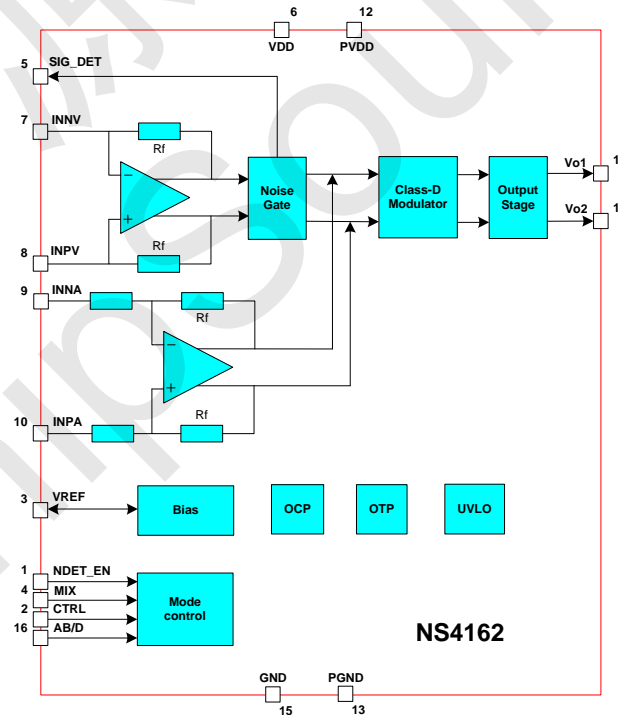 6 12
VDD PVDD
5 SIG_DET
7 INNV
Rf
Noise Gate
Class-D Modulator
Output Stage
Vo1 1
Vo2 1
8 INPV
Rf
9 INNA
Rf
10 INPA
Rf
3 VREF
Bias
OCP
OTP
UVLO
1 NDET_EN
4 MIX
2 CTRL
16 AB/D
Mode control
NS4162
GND PGND
15 13